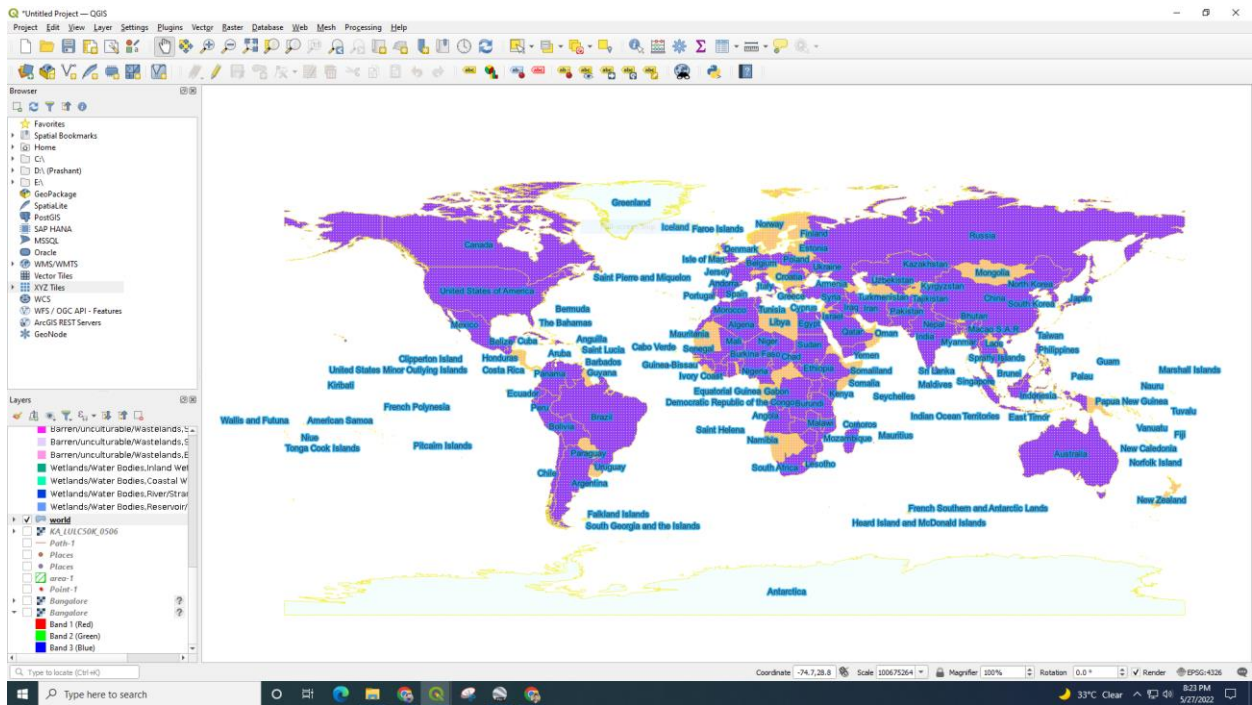 *Untitled Project — QGIS
Project Edit View Layer Settings Plugins Vector Raster Database Web Mesh Processing Help
Browser
Favorites
Spatial Bookmarks
Home
C:\
D:\ (Prashant)
E:\
GeoPackage
SpatiaLite
PostGIS
SAP HANA
MSSQL
Oracle
WMS/WMTS
Vector Tiles
XYZ Tiles
WCS
WFS / OGC API - Features
ArcGIS REST Servers
GeoNode
Layers
Barren/unculturable/Wastelands,S
Barren/unculturable/Wastelands,S
Barren/unculturable/Wastelands,E
Wetlands/Water Bodies,Inland Wet
Wetlands/Water Bodies,Coastal W
Wetlands/Water Bodies,River/Strar
Wetlands/Water Bodies,Reservoir/
world
KA_LULC50K_0506
Path-1
Places
Places
area-1
Point-1
Bangalore ?
Bangalore ?
Band 1 (Red)
Band 2 (Green)
Band 3 (Blue)
Greenland
Iceland Faroe Islands Norway
Finland
Russia
Canada
Denmark Estonia
Isle of Man Belgium Poland Ukraine Kazakhstan
Saint Pierre and Miquelon Jersey Croatia Mongolia
Andorra Italy Armenia Uzbekistan Kyrgyzstan North Korea
United States of America
Portugal Spain Greece Syria Turkmenistan Tajikistan China South Korea Japan
Bermuda Morocco Tunisia Cyprus Israel Iraq Iran Pakistan
Mexico The Bahamas Algeria Libya Egypt Nepal Bhutan
Mauritania Qatar Oman India Macao S.A.R Taiwan
Belize Cuba Anguilla Cabo Verde Senegal Mali Niger Sudan Myanmar Laos
Clipperton Island Honduras Aruba Saint Lucia Burkina Faso Chad Yemen Spratly Islands Philippines
United States Minor Outlying Islands Costa Rica Barbados Guinea-Bissau Ethiopia Somaliland Guam
Panama Guyana Ivory Coast Nigeria Sri Lanka Brunei Palau Marshall Islands
Kiribati Somalia Maldives Singapore Nauru
Ecuador Equatorial Guinea Gabon Kenya Seychelles Indonesia
French Polynesia Peru Democratic Republic of the Congo Burundi Papua New Guinea
Wallis and Futuna American Samoa Brazil Angola Indian Ocean Territories East Timor Tuvalu
Bolivia Saint Helena Malawi Comoros Vanuatu
Niue Namibia Mozambique Mauritius Fiji
Tonga Cook Islands Pitcairn Islands Paraguay Australia New Caledonia
Chile Uruguay South Africa Lesotho Norfolk Island
Argentina New Zealand
Falkland Islands French Southern and Antarctic Lands
South Georgia and the Islands Heard Island and McDonald Islands
Antarctica
Type to locate (Ctrl+K)
Coordinate -74.7,28.8 Scale 100675264 Magnifier 100% Rotation 0.0 ° Render EPSG:4326
Type here to search
33°C Clear
8:23 PM
5/27/2022